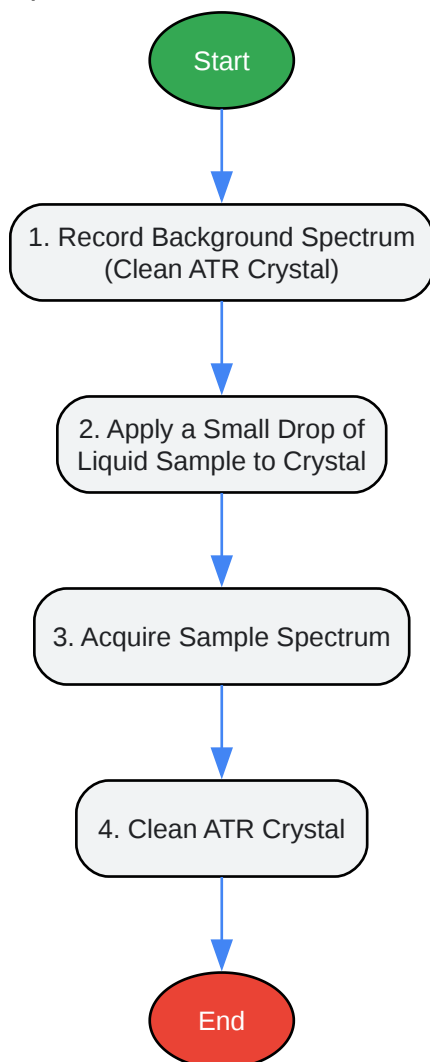 Start
1. Record Background Spectrum
(Clean ATR Crystal)
2. Apply a Small Drop of
Liquid Sample to Crystal
3. Acquire Sample Spectrum
4. Clean ATR Crystal
End